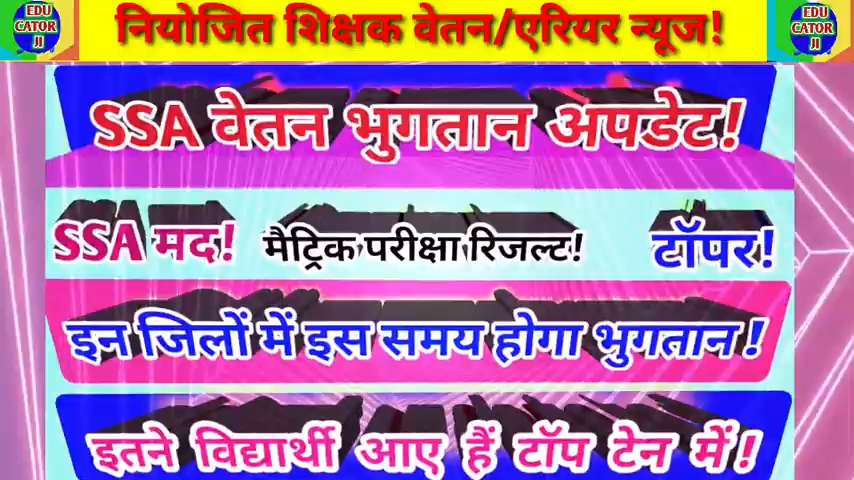 EDU
CATOR
JI
नियोजित शिक्षक वेतन/एरियर न्यूज!
EDU
CATOR
JI
SSA वेतन भुगतान अपडेट!
SSA मद! मैट्रिक परीक्षा रिजल्ट! टॉपर!
इन जिलों में इस समय होगा भुगतान!
इतने विद्यार्थी आए हैं टॉप टेन में!